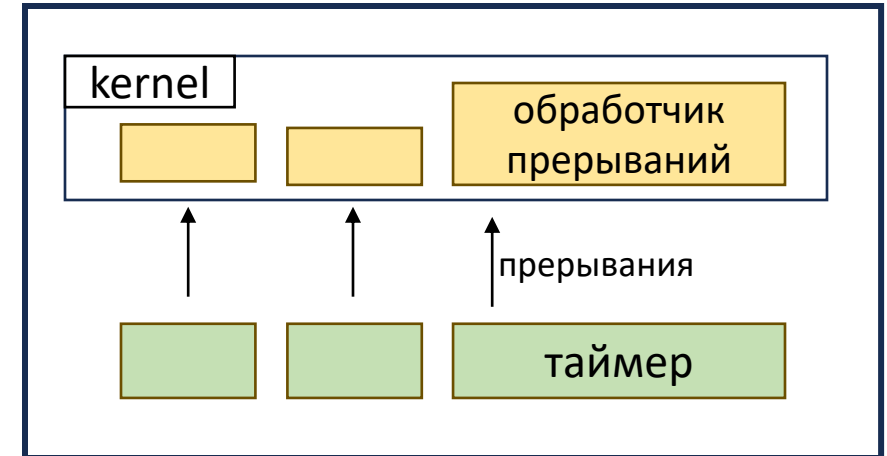 kernel
обработчик
прерываний
прерывания
таймер